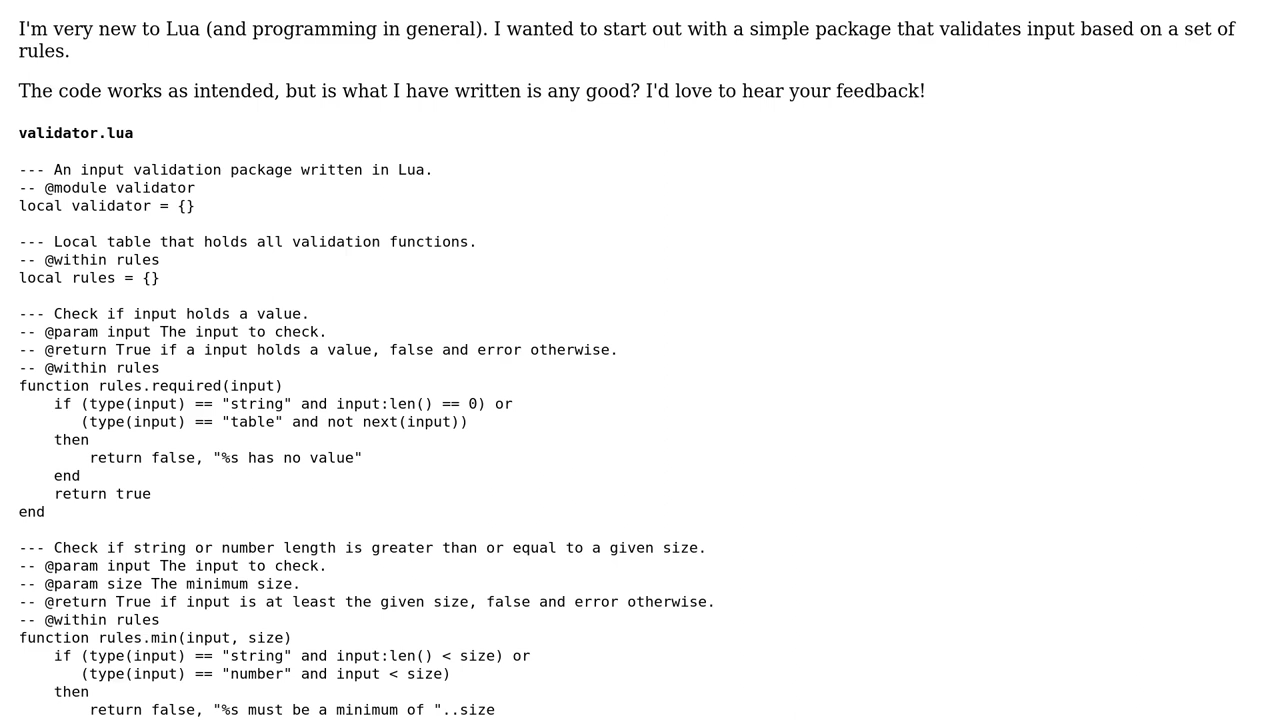 I'm very new to Lua (and programming in general). I wanted to start out with a simple package that validates input based on a set of
rules.
The code works as intended, but is what I have written is any good? I'd love to hear your feedback!
validator.lua
--- An input validation package written in Lua.
-- @module validator
local validator = {}
--- Local table that holds all validation functions.
-- @within rules
local rules = {}
--- Check if input holds a value.
-- @param input The input to check.
-- @return True if a input holds a value, false and error otherwise.
-- @within rules
function rules.required(input)
    if (type(input) == "string" and input:len() == 0) or
       (type(input) == "table" and not next(input))
    then
        return false, "%s has no value"
    end
    return true
end
--- Check if string or number length is greater than or equal to a given size.
-- @param input The input to check.
-- @param size The minimum size.
-- @return True if input is at least the given size, false and error otherwise.
-- @within rules
function rules.min(input, size)
    if (type(input) == "string" and input:len() < size) or
       (type(input) == "number" and input < size)
    then
        return false, "%s must be a minimum of "..size